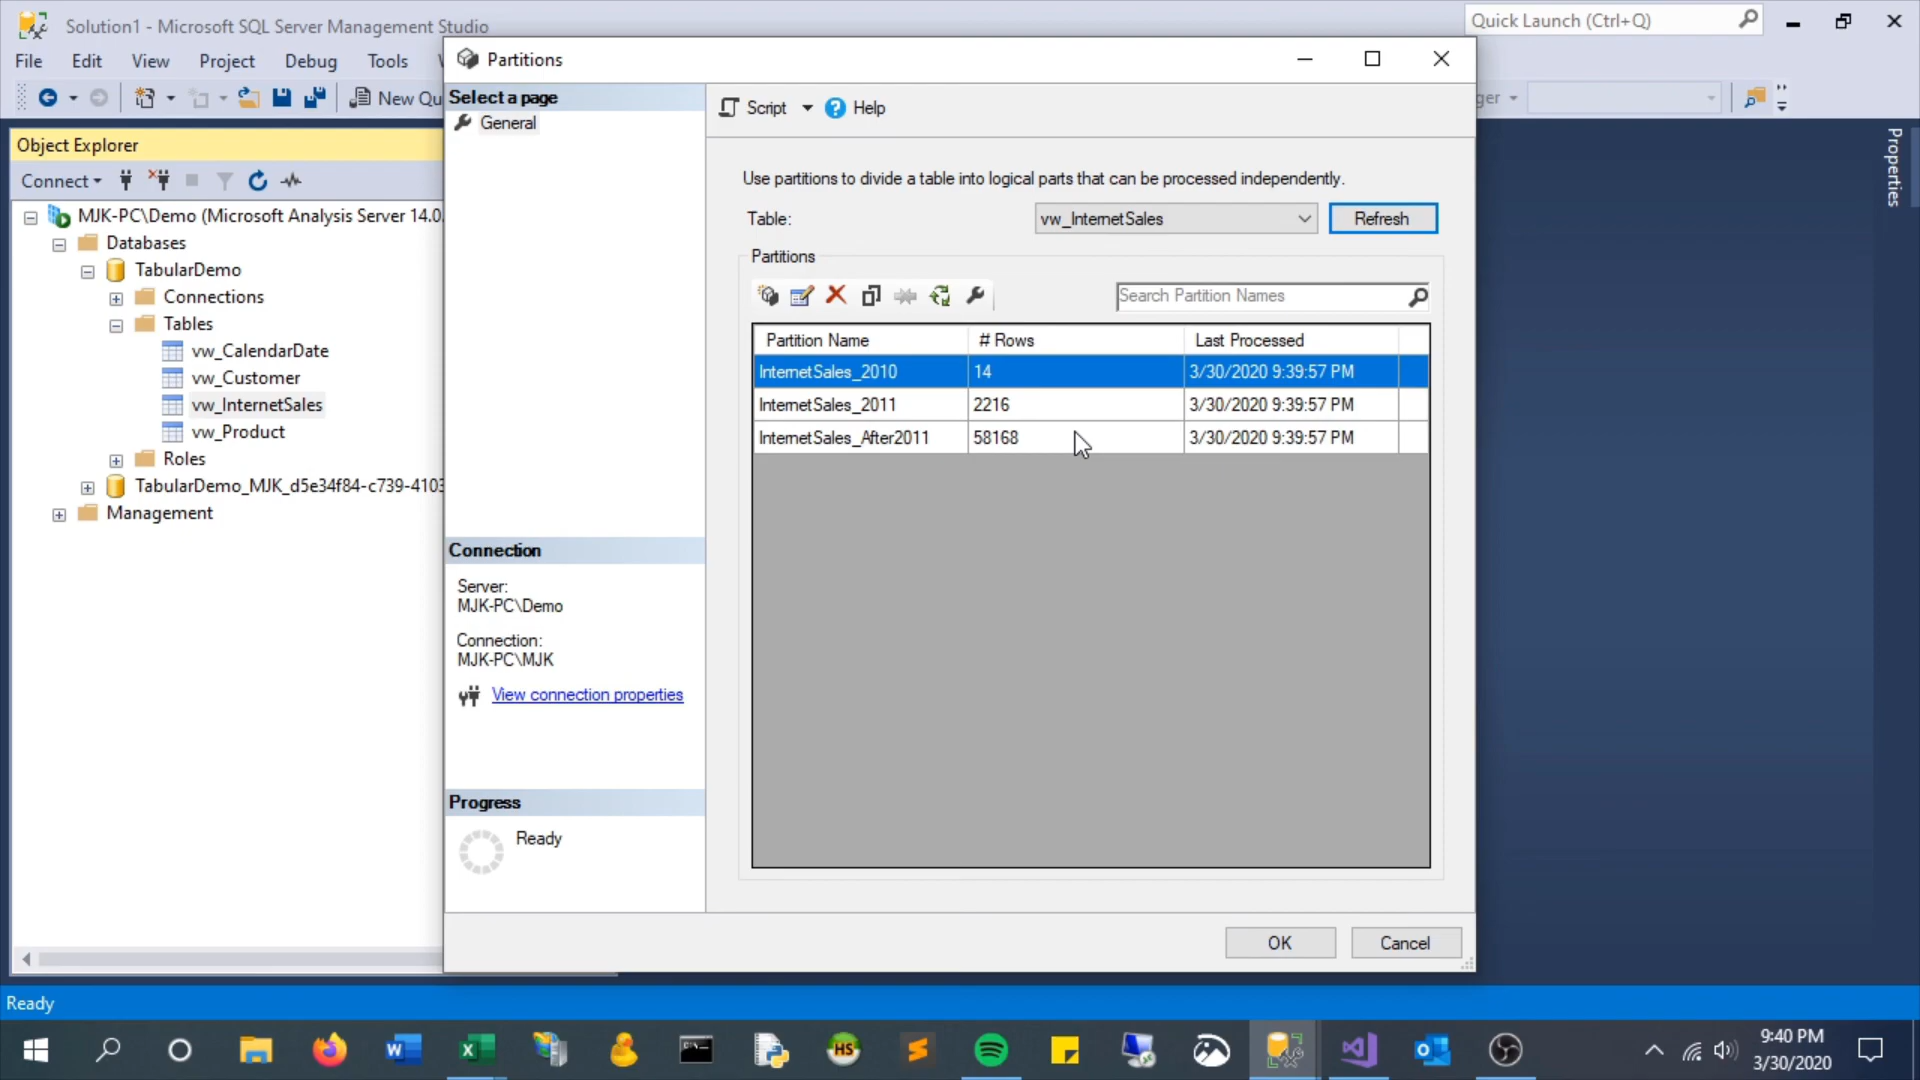 Solution1 - Microsoft SQL Server Management Studio
Quick Launch (Ctrl+Q)
File Edit View Project Debug Tools
New Qu
ger
Partitions
Select a page
General
Script Help
Object Explorer
Connect
Properties
MJK-PC\Demo (Microsoft Analysis Server 14.0.
Databases
TabularDemo
Connections
Tables
vw_CalendarDate
vw_Customer
vw_InternetSales
vw_Product
Roles
TabularDemo_MJK_d5e34f84-c739-4103
Management
Use partitions to divide a table into logical parts that can be processed independently.
Table: vw_InternetSales Refresh
Partitions
Search Partition Names
Partition Name # Rows Last Processed
InternetSales_2010 14 3/30/2020 9:39:57 PM
InternetSales_2011 2216 3/30/2020 9:39:57 PM
InternetSales_After2011 58168 3/30/2020 9:39:57 PM
Connection
Server:
MJK-PC\Demo
Connection:
MJK-PC\MJK
View connection properties
Progress
Ready
OK Cancel
Ready
HS
9:40 PM
3/30/2020